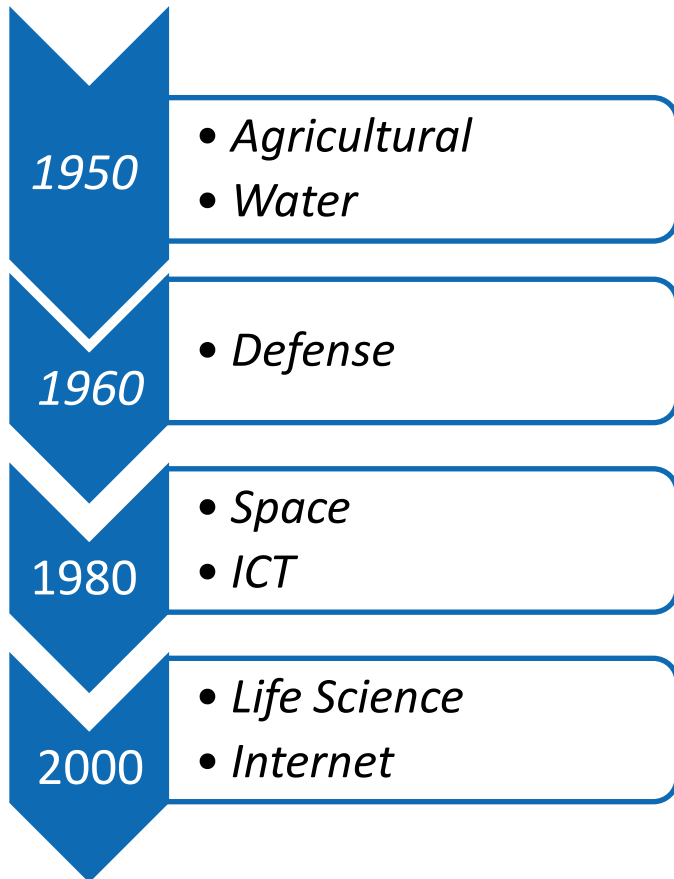 1950
• Agricultural
• Water
1960
• Defense
1980
• Space
• ICT
2000
• Life Science
• Internet